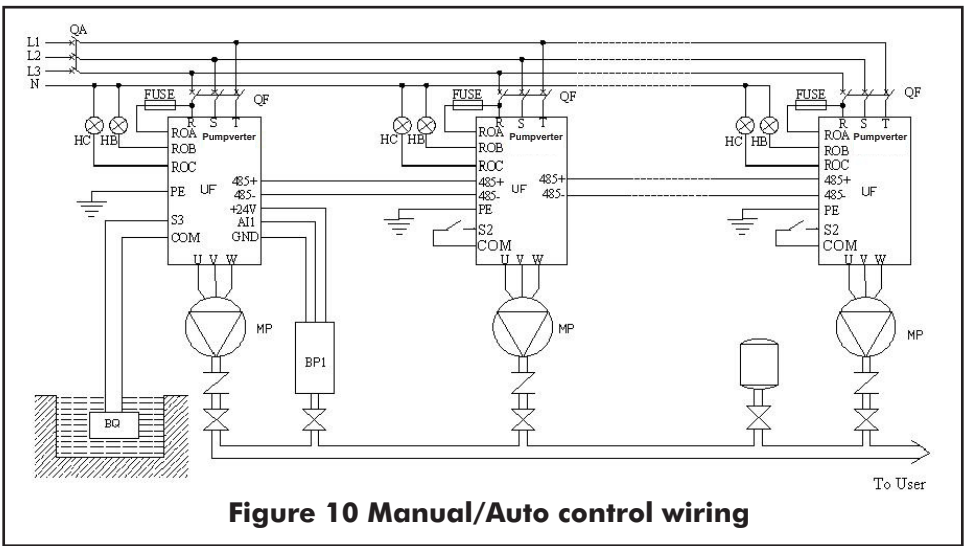 QA
L1
L2
L3
N
FUSE QF FUSE QF FUSE QF
R S T R S T R S T
HC HB ROA Pumpverter HC HB ROA Pumpverter HC HB ROA Pumpverter
ROB ROB ROB
ROC ROC ROC
485+ 485+ 485+ 485+
PE UF 485- 485- UF 485- 485- UF
+24V PE PE
S3 AI1 S2 S2
COM GND COM COM
U V W U V W U V W
MP MP MP
BP1
BQ
To User
Figure 10 Manual/Auto control wiring